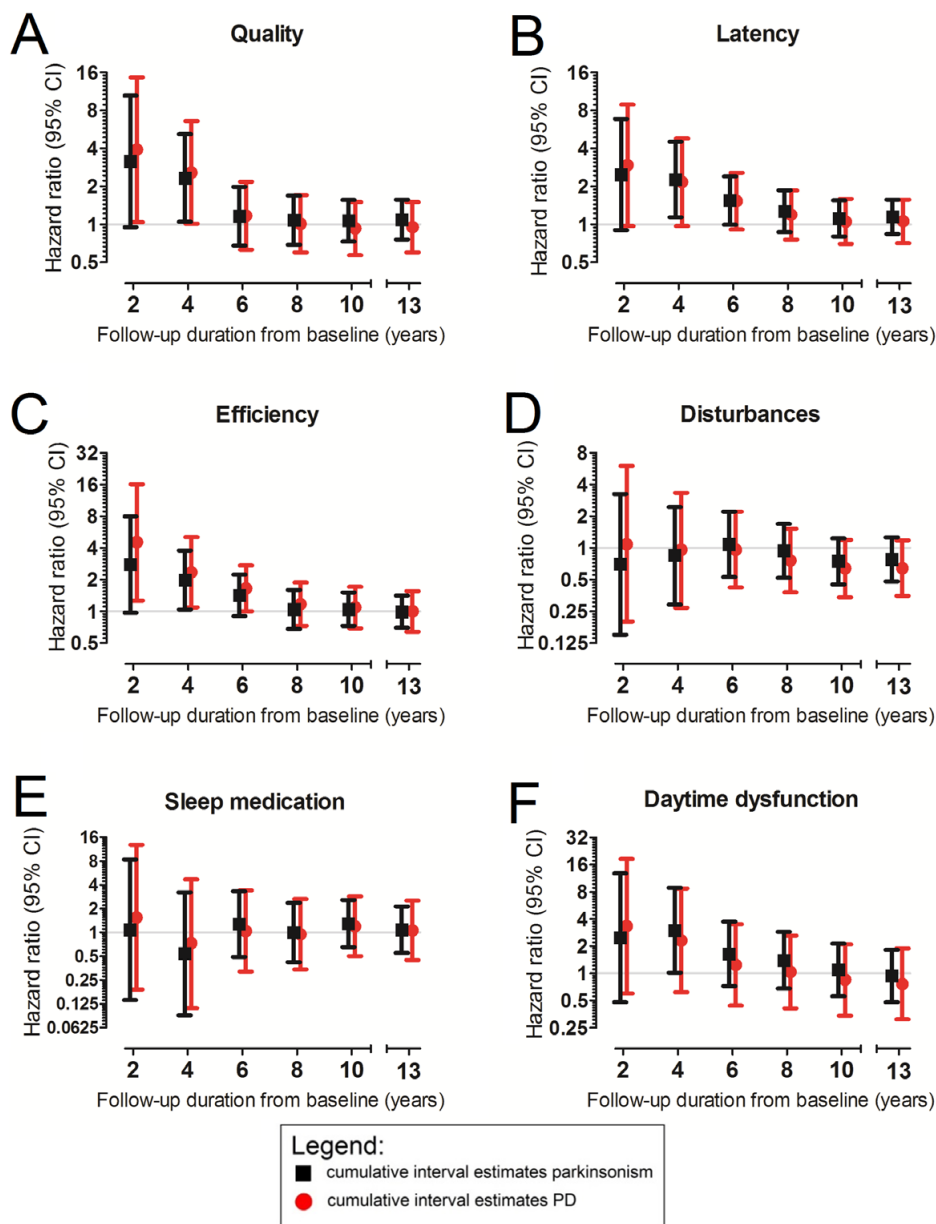 A
Quality
Hazard ratio (95% CI)
16
8
4
2
1
0.5
2 4 6 8 10 13
Follow-up duration from baseline (years)
B
Latency
Hazard ratio (95% CI)
16
8
4
2
1
0.5
2 4 6 8 10 13
Follow-up duration from baseline (years)
C
Efficiency
Hazard ratio (95% CI)
32
16
8
4
2
1
0.5
2 4 6 8 10 13
Follow-up duration from baseline (years)
D
Disturbances
Hazard ratio (95% CI)
8
4
2
1
0.5
0.25
0.125
2 4 6 8 10 13
Follow-up duration from baseline (years)
E
Sleep medication
Hazard ratio (95% CI)
16
8
4
2
1
0.5
0.25
0.125
0.0625
2 4 6 8 10 13
Follow-up duration from baseline (years)
F
Daytime dysfunction
Hazard ratio (95% CI)
32
16
8
4
2
1
0.5
0.25
2 4 6 8 10 13
Follow-up duration from baseline (years)
Legend:
cumulative interval estimates parkinsonism
cumulative interval estimates PD